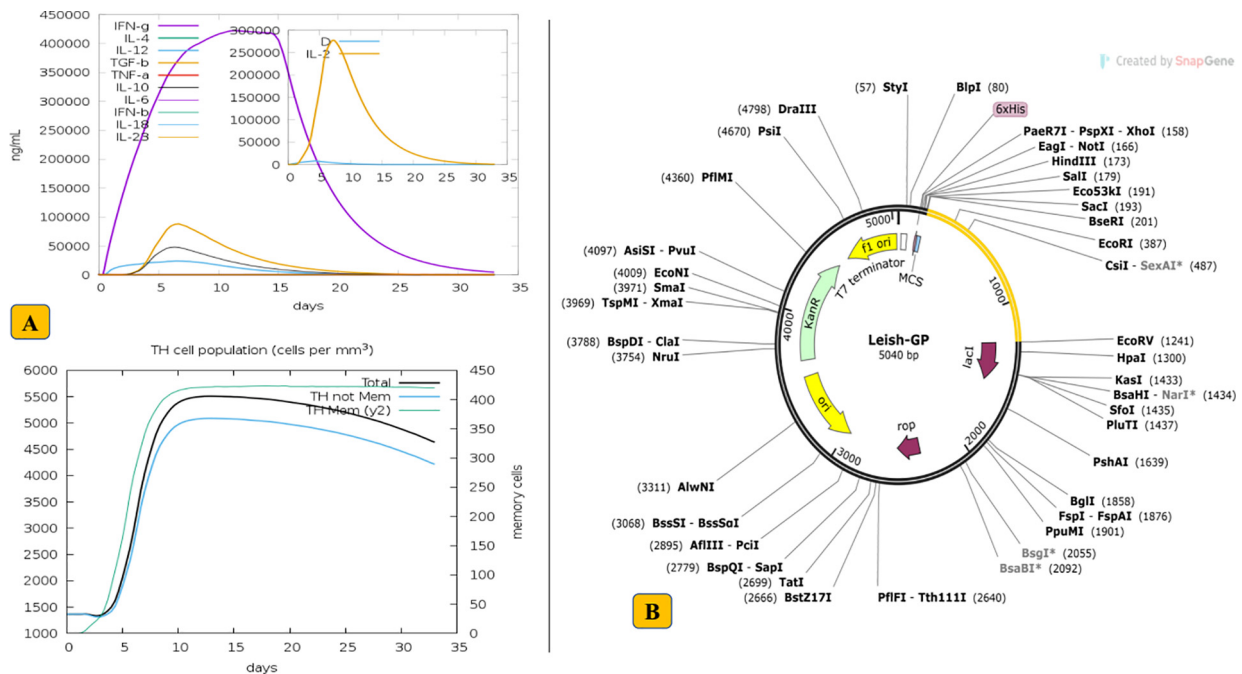 450000
400000
350000
300000
250000
200000
150000
100000
50000
0
ng/mL
IFN-g
IL-4
IL-12
TGF-b
TNF-a
IL-10
IL-6
IFN-b
IL-18
IL-23
300000
250000
200000
150000
100000
50000
0
D
IL-2
0 5 10 15 20 25 30 35
0 5 10 15 20 25 30 35
days
A
TH cell population (cells per mm³)
6000
5500
5000
4500
4000
3500
3000
2500
2000
1500
1000
Total
TH not Mem
TH Mem (y2)
450
400
350
300
250
200
150
100
50
0
memory cells
0 5 10 15 20 25 30 35
days
B
Created by SnapGene
(57) StyI
BlpI (80)
6xHis
(4798) DraIII
(4670) PsiI
(4360) PflMI
(4097) AsiSI - PvuI
(4009) EcoNI
(3971) SmaI
(3969) TspMI - XmaI
(3788) BspDI - ClaI
(3754) NruI
(3311) AlwNI
(3068) BssSI - BssSαI
(2895) AflIII - PciI
(2779) BspQI - SapI
(2699) TatI
(2666) BstZ17I
PflFI - Tth111I (2640)
PaeR7I - PspXI - XhoI (158)
EagI - NotI (166)
HindIII (173)
SalI (179)
Eco53kI (191)
SacI (193)
BseRI (201)
EcoRI (387)
CsiI - SexAI* (487)
EcoRV (1241)
HpaI (1300)
KasI (1433)
BsaHI - NarI* (1434)
SfoI (1435)
PluTI (1437)
PshAI (1639)
BglI (1858)
FspI - FspAI (1876)
PpuMI (1901)
BsgI* (2055)
BsaBI* (2092)
5000
1000
2000
3000
4000
f1 ori
T7 terminator
MCS
KanR
ori
rop
lacI
Leish-GP
5040 bp